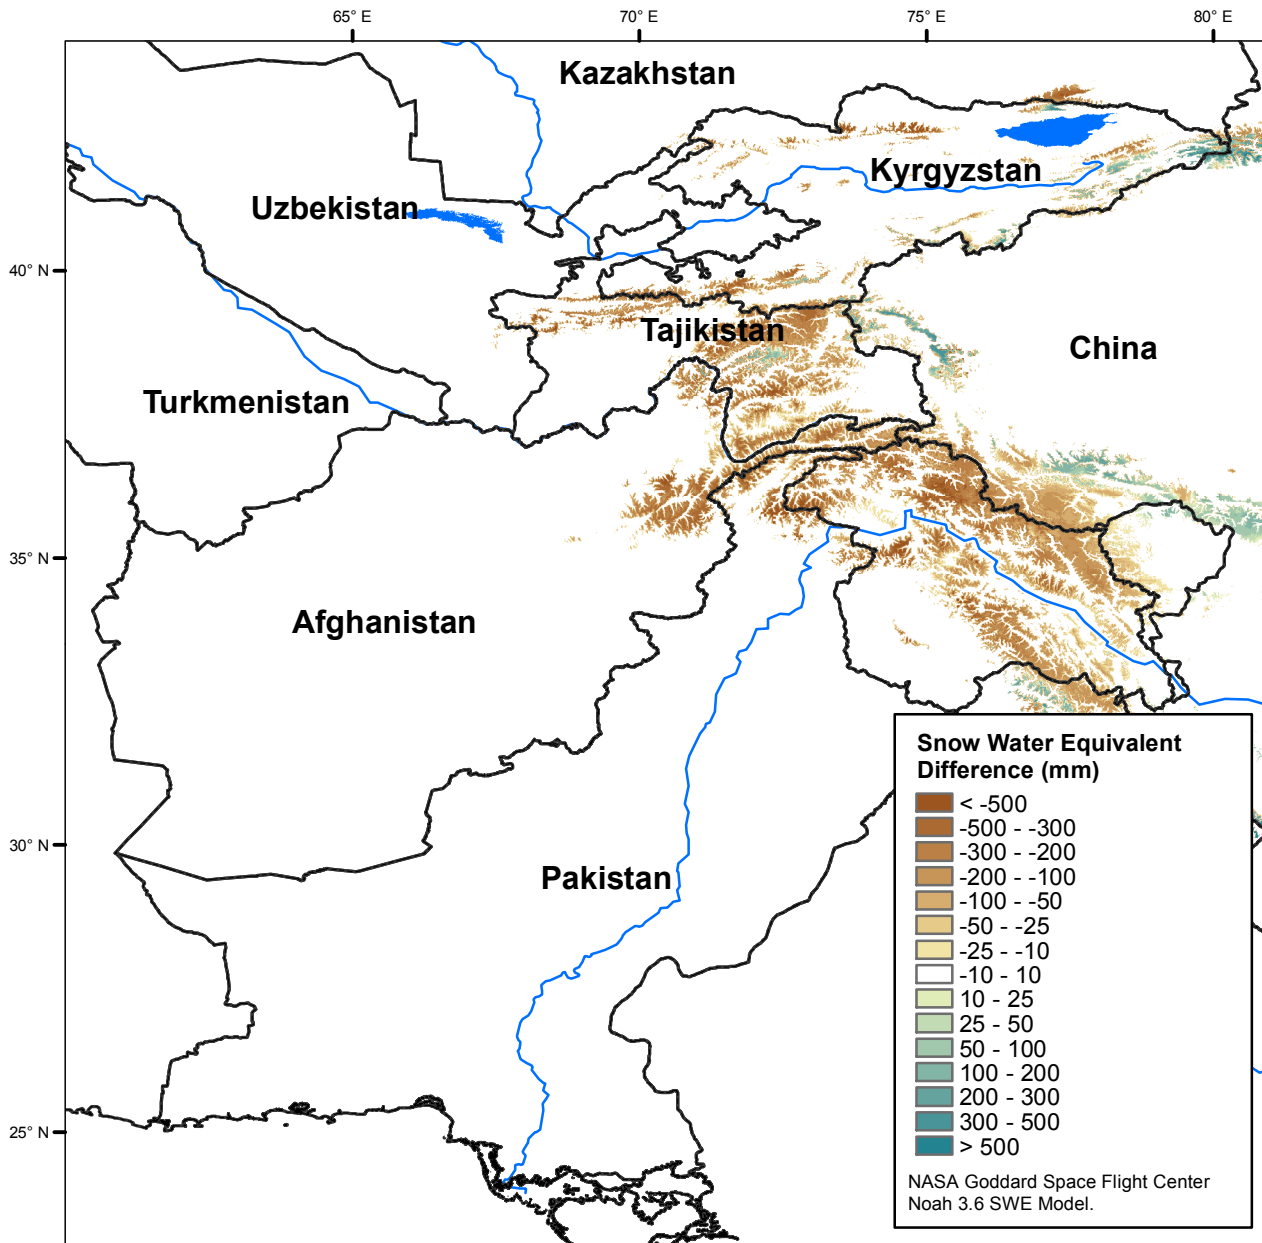 65° E
70° E
75° E
80° E
Kazakhstan
Kyrgyzstan
Uzbekistan
40° N
Tajikistan
China
Turkmenistan
35° N
Afghanistan
30° N
Pakistan
25° N
Snow Water Equivalent
Difference (mm)
< -500
-500 - -300
-300 - -200
-200 - -100
-100 - -50
-50 - -25
-25 - -10
-10 - 10
10 - 25
25 - 50
50 - 100
100 - 200
200 - 300
300 - 500
> 500
NASA Goddard Space Flight Center
Noah 3.6 SWE Model.